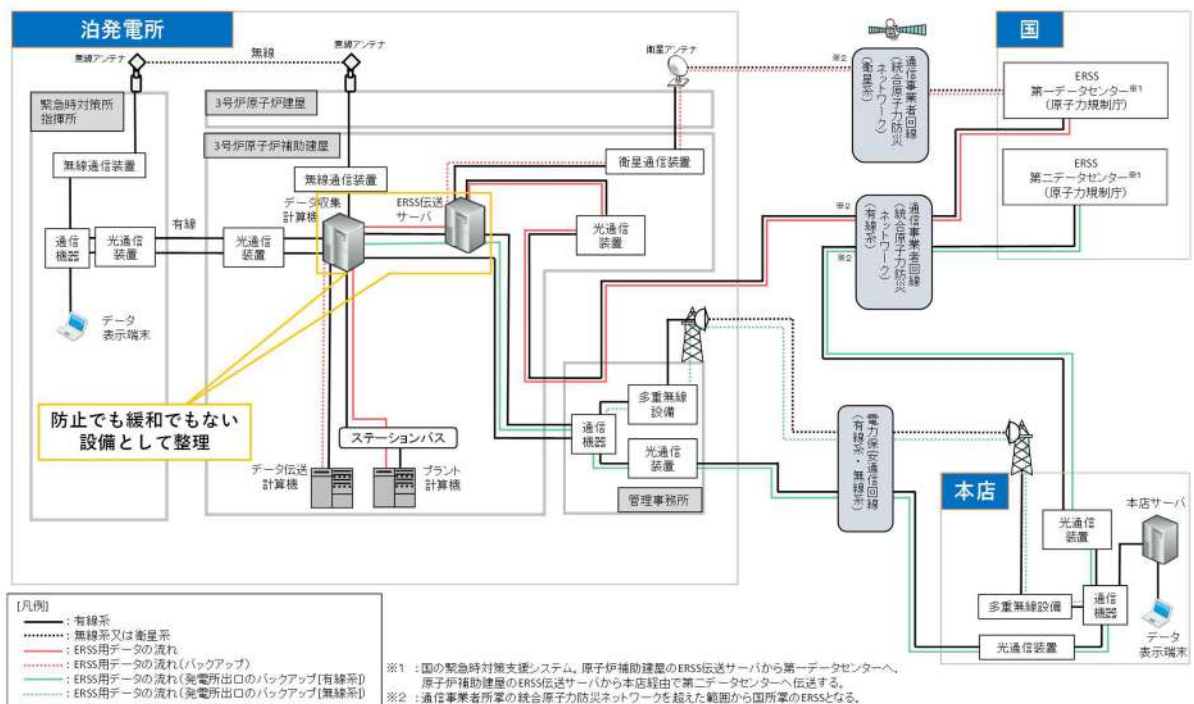 泊発電所
無線アンテナ
無線
無線アンテナ
衛星アンテナ
緊急時対策所
指揮所
3号炉原子炉建屋
3号炉原子炉補助建屋
無線通信装置
無線通信装置
衛星通信装置
データ収集
計算機
ERSS伝送
サーバ
通信
機器
光通信
装置
有線
光通信
装置
光通信
装置
データ
表示端末
防止でも緩和でもない
設備として整理
ステーションバス
データ伝送
計算機
プラント
計算機
通信
機器
多重無線
設備
光通信
装置
管理事務所
※2
通信事業者回線
(統合原子力防災
ネットワーク)
(衛星系)
※2
※2
通信事業者回線
(統合原子力防災
ネットワーク)
(有線系)
電力保安通信回線
(有線系・無線系)
国
ERSS
第一データセンター※1
(原子力規制庁)
ERSS
第二データセンター※1
(原子力規制庁)
本店
本店サーバ
光通信
装置
多重無線設備
通信
機器
光通信装置
データ
表示端末
[凡例]
:有線系
:無線系又は衛星系
:ERSS用データの流れ
:ERSS用データの流れ(バックアップ)
:ERSS用データの流れ(発電所出口のバックアップ[有線系])
:ERSS用データの流れ(発電所出口のバックアップ[無線系])
※1 :国の緊急時対策支援システム。原子炉補助建屋のERSS伝送サーバから第一データセンターへ、
原子炉補助建屋のERSS伝送サーバから本店経由で第二データセンターへ伝送する。
※2 :通信事業者所掌の統合原子力防災ネットワークを超えた範囲から国所掌のERSSとなる。